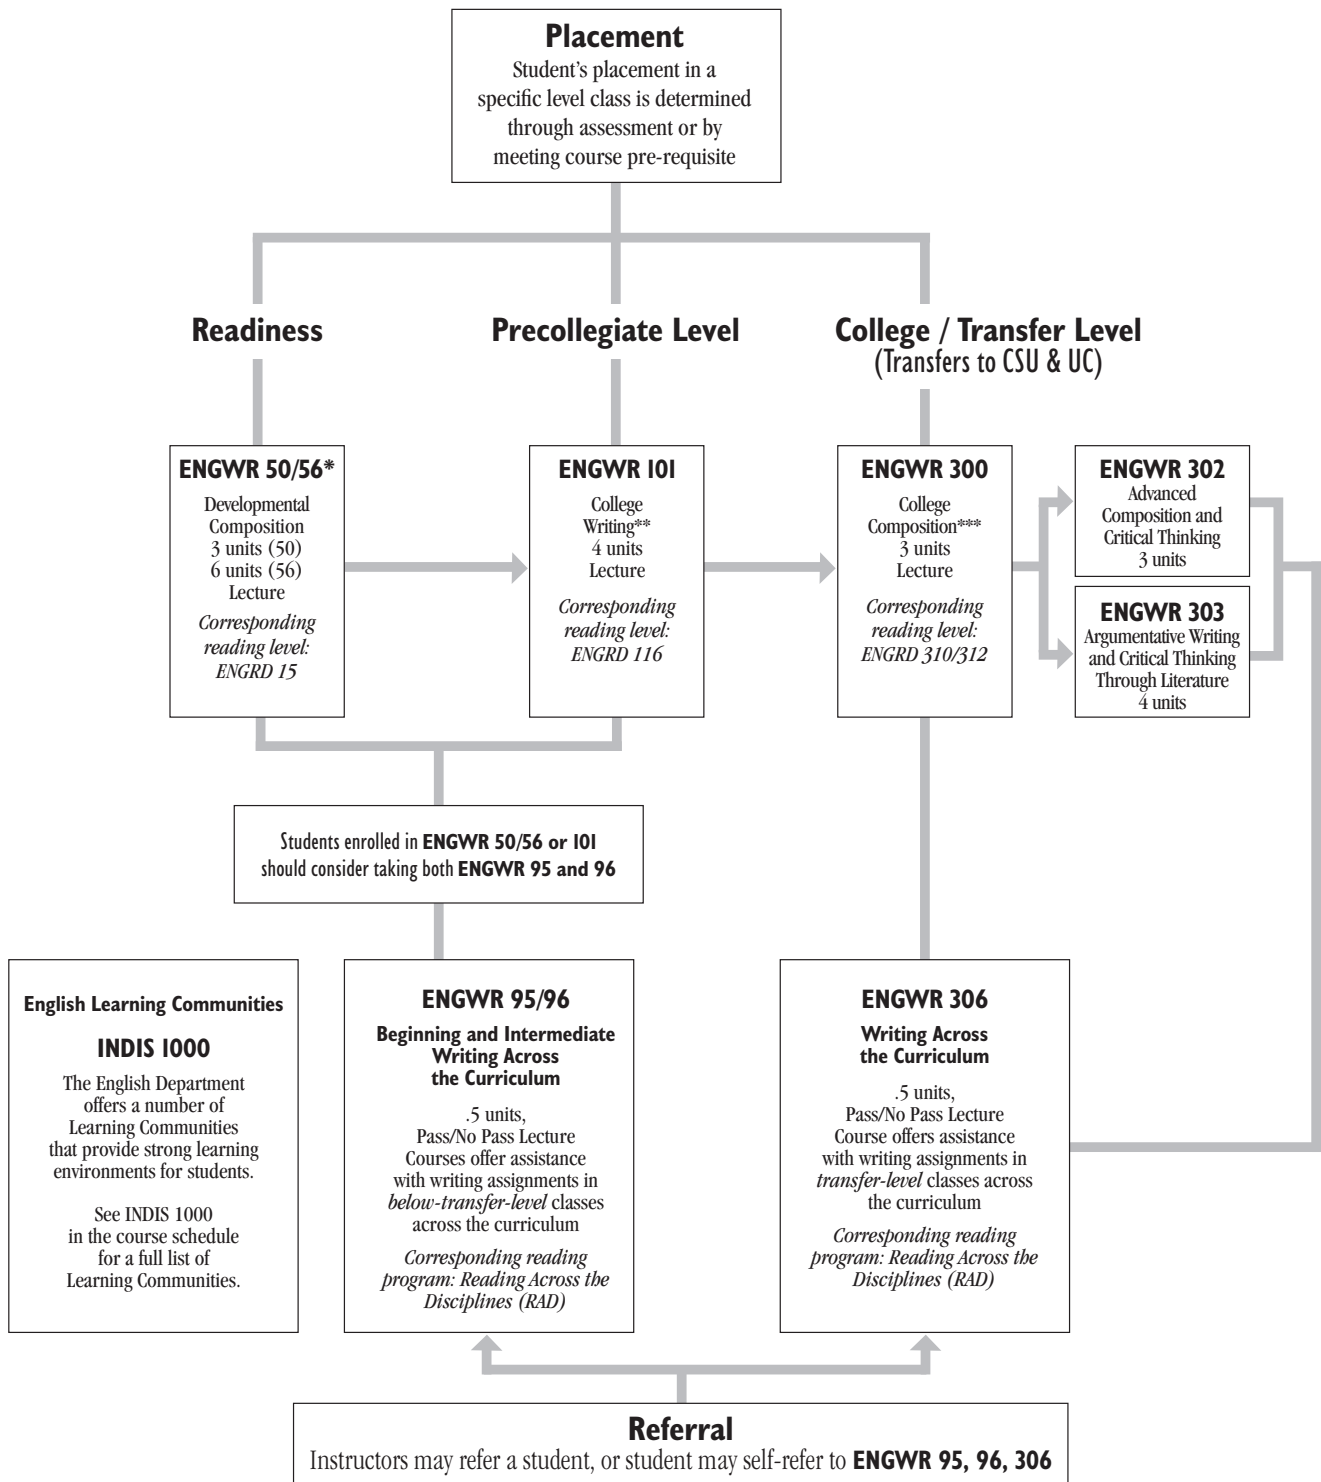 Placement
Student’s placement in a
specific level class is determined
through assessment or by
meeting course pre-requisite
Readiness
Precollegiate Level
College / Transfer Level
(Transfers to CSU & UC)
ENGWR 50/56*
Developmental
Composition
3 units (50)
6 units (56)
Lecture
Corresponding
reading level:
ENGRD 15
ENGWR 101
College
Writing**
4 units
Lecture
Corresponding
reading level:
ENGRD 116
ENGWR 300
College
Composition***
3 units
Lecture
Corresponding
reading level:
ENGRD 310/312
ENGWR 302
Advanced
Composition and
Critical Thinking
3 units
ENGWR 303
Argumentative Writing
and Critical Thinking
Through Literature
4 units
Students enrolled in ENGWR 50/56 or 101
should consider taking both ENGWR 95 and 96
English Learning Communities
INDIS 1000
The English Department
offers a number of
Learning Communities
that provide strong learning
environments for students.
See INDIS 1000
in the course schedule
for a full list of
Learning Communities.
ENGWR 95/96
Beginning and Intermediate
Writing Across
the Curriculum
.5 units,
Pass/No Pass Lecture
Courses offer assistance
with writing assignments in
below-transfer-level classes
across the curriculum
Corresponding reading
program: Reading Across the
Disciplines (RAD)
ENGWR 306
Writing Across
the Curriculum
.5 units,
Pass/No Pass Lecture
Course offers assistance
with writing assignments in
transfer-level classes across
the curriculum
Corresponding reading
program: Reading Across the
Disciplines (RAD)
Referral
Instructors may refer a student, or student may self-refer to ENGWR 95, 96, 306